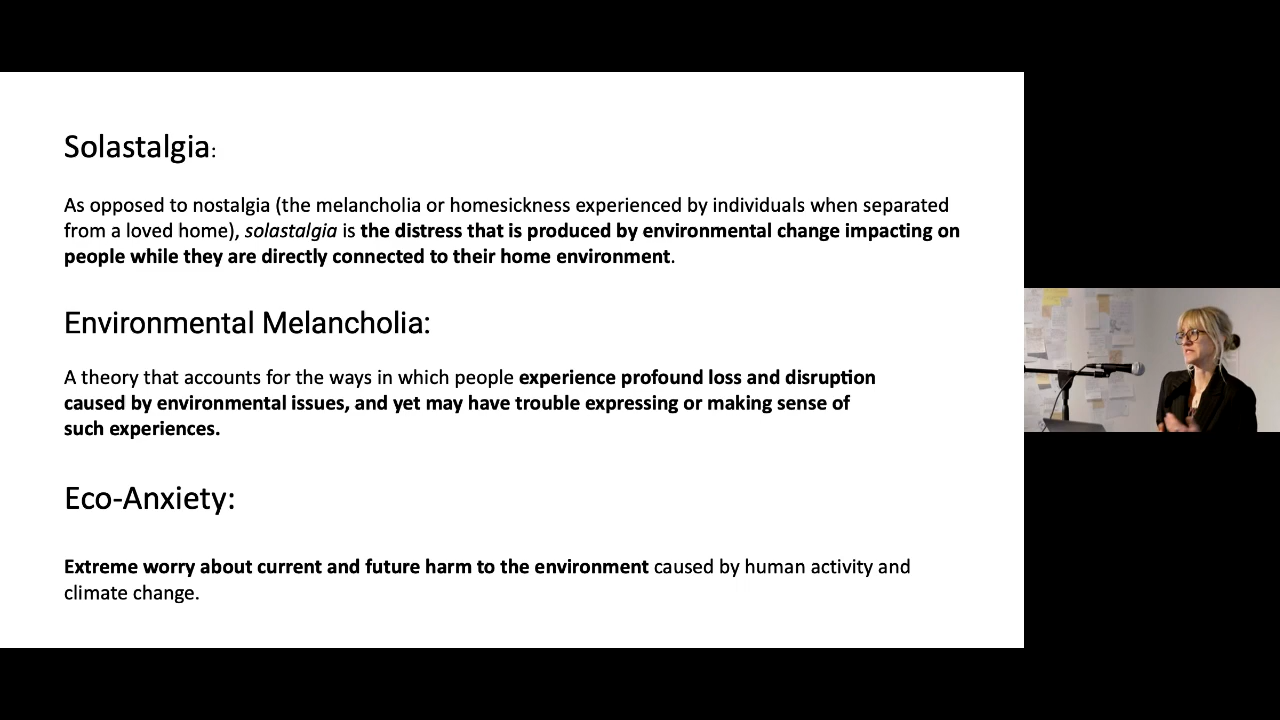 Solastalgia:
As opposed to nostalgia (the melancholia or homesickness experienced by individuals when separated
from a loved home), solastalgia is the distress that is produced by environmental change impacting on
people while they are directly connected to their home environment.
Environmental Melancholia:
A theory that accounts for the ways in which people experience profound loss and disruption
caused by environmental issues, and yet may have trouble expressing or making sense of
such experiences.
Eco-Anxiety:
Extreme worry about current and future harm to the environment caused by human activity and
climate change.